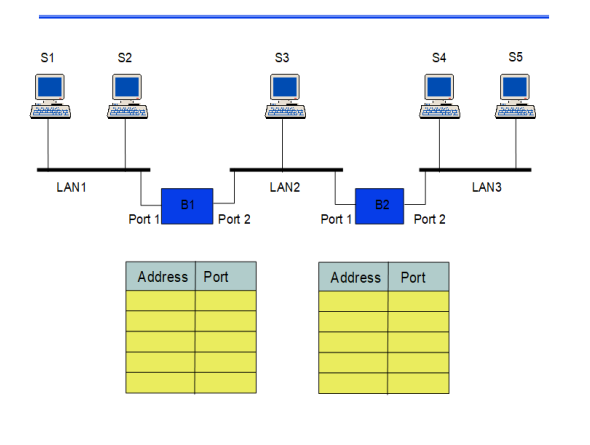 S1 S2 S3 S4 S5
LAN1 LAN2 LAN3
B1 B2
Port 1 Port 2 Port 1 Port 2
Address Port Address Port